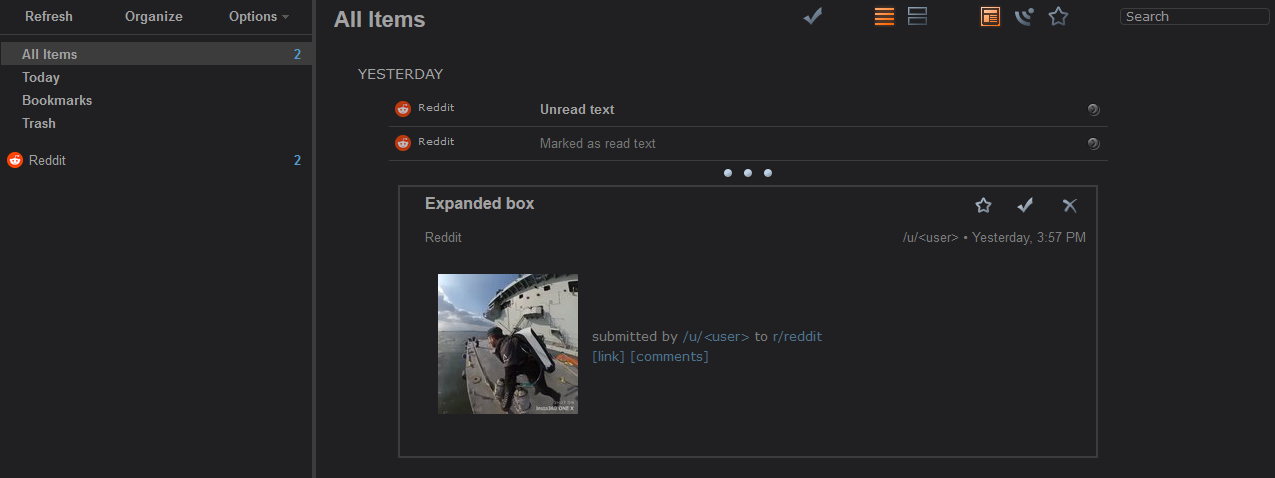 Refresh Organize Options
All Items
Search
All Items 2
Today
Bookmarks
Trash
Reddit 2
YESTERDAY
Reddit Unread text
Reddit Marked as read text
Expanded box
Reddit /u/<user> • Yesterday, 3:57 PM
submitted by /u/<user> to r/reddit
[link] [comments]